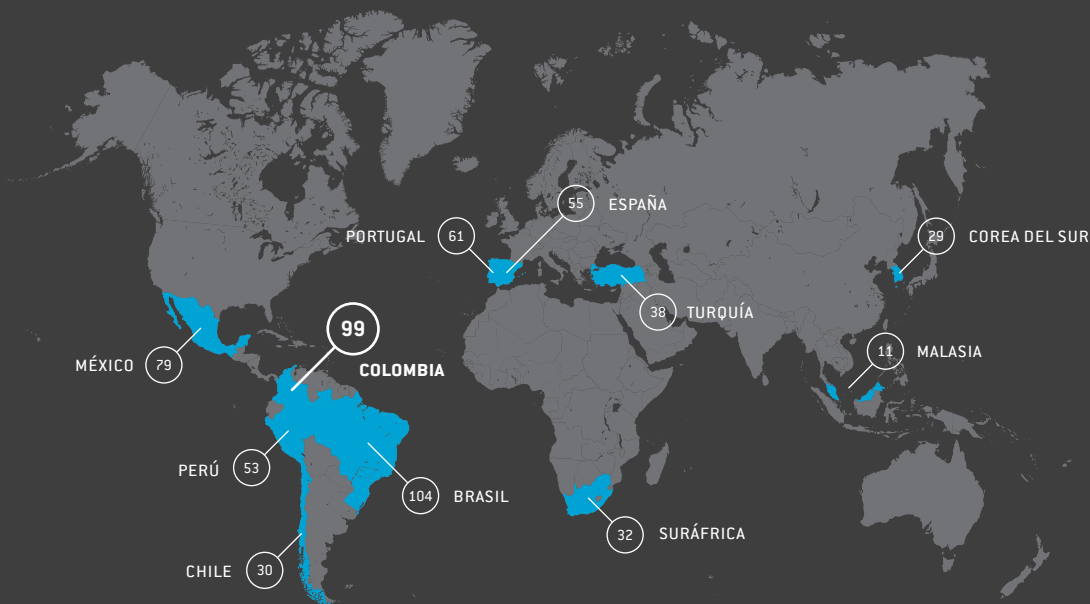 55 ESPAÑA
PORTUGAL 61
29 COREA DEL SUR
38 TURQUÍA
99
COLOMBIA
MÉXICO 79
11 MALASIA
PERÚ 53
104 BRASIL
32 SURÁFRICA
CHILE 30